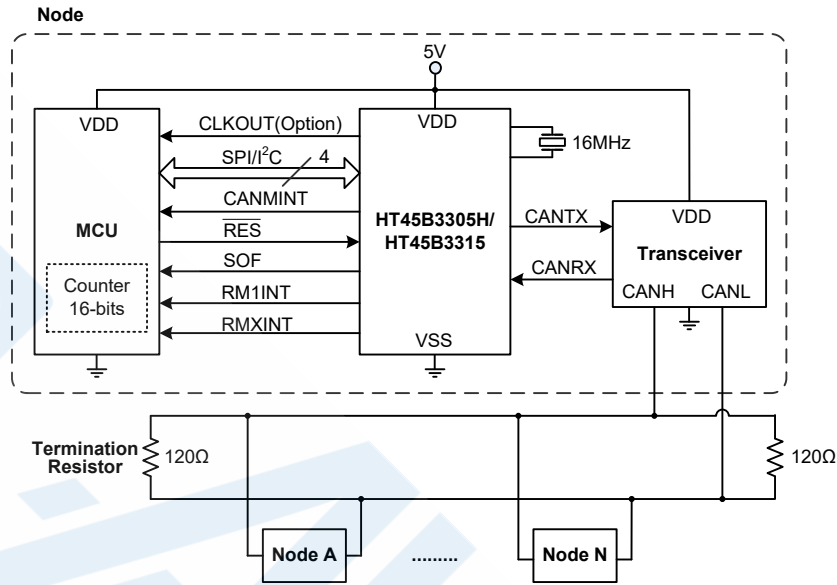 Node
5V
VDD
CLKOUT(Option)
SPI/I²C
4
CANMINT
MCU
RES
SOF
Counter
16-bits
RM1INT
RMXINT
VDD
HT45B3305H/
HT45B3315
VSS
16MHz
CANTX
CANRX
VDD
Transceiver
CANH
CANL
Termination
Resistor
120Ω
120Ω
Node A
.........
Node N